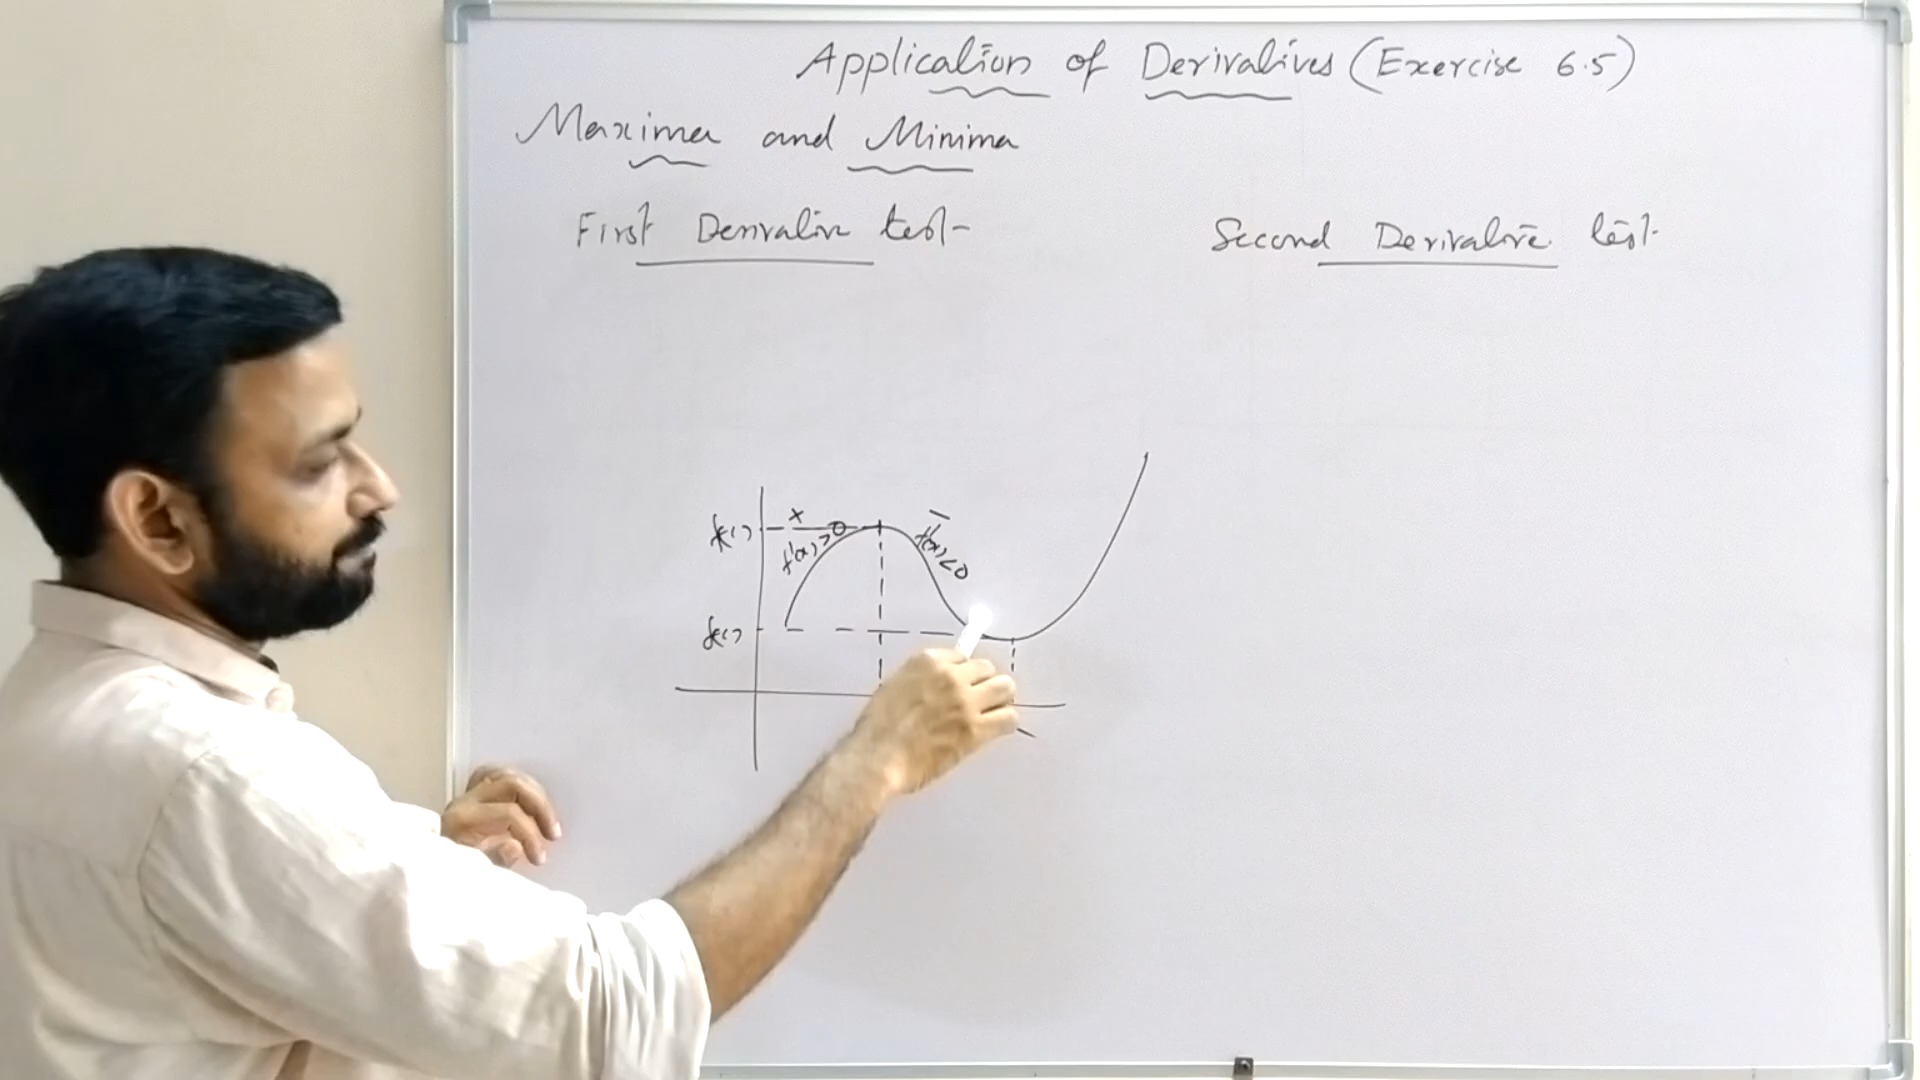 Application of Derivatives (Exercise 6.5)
Maxima and Minima
First Derivative test
Second Derivative test.
+
f'(x) > 0
-
f'(x) < 0